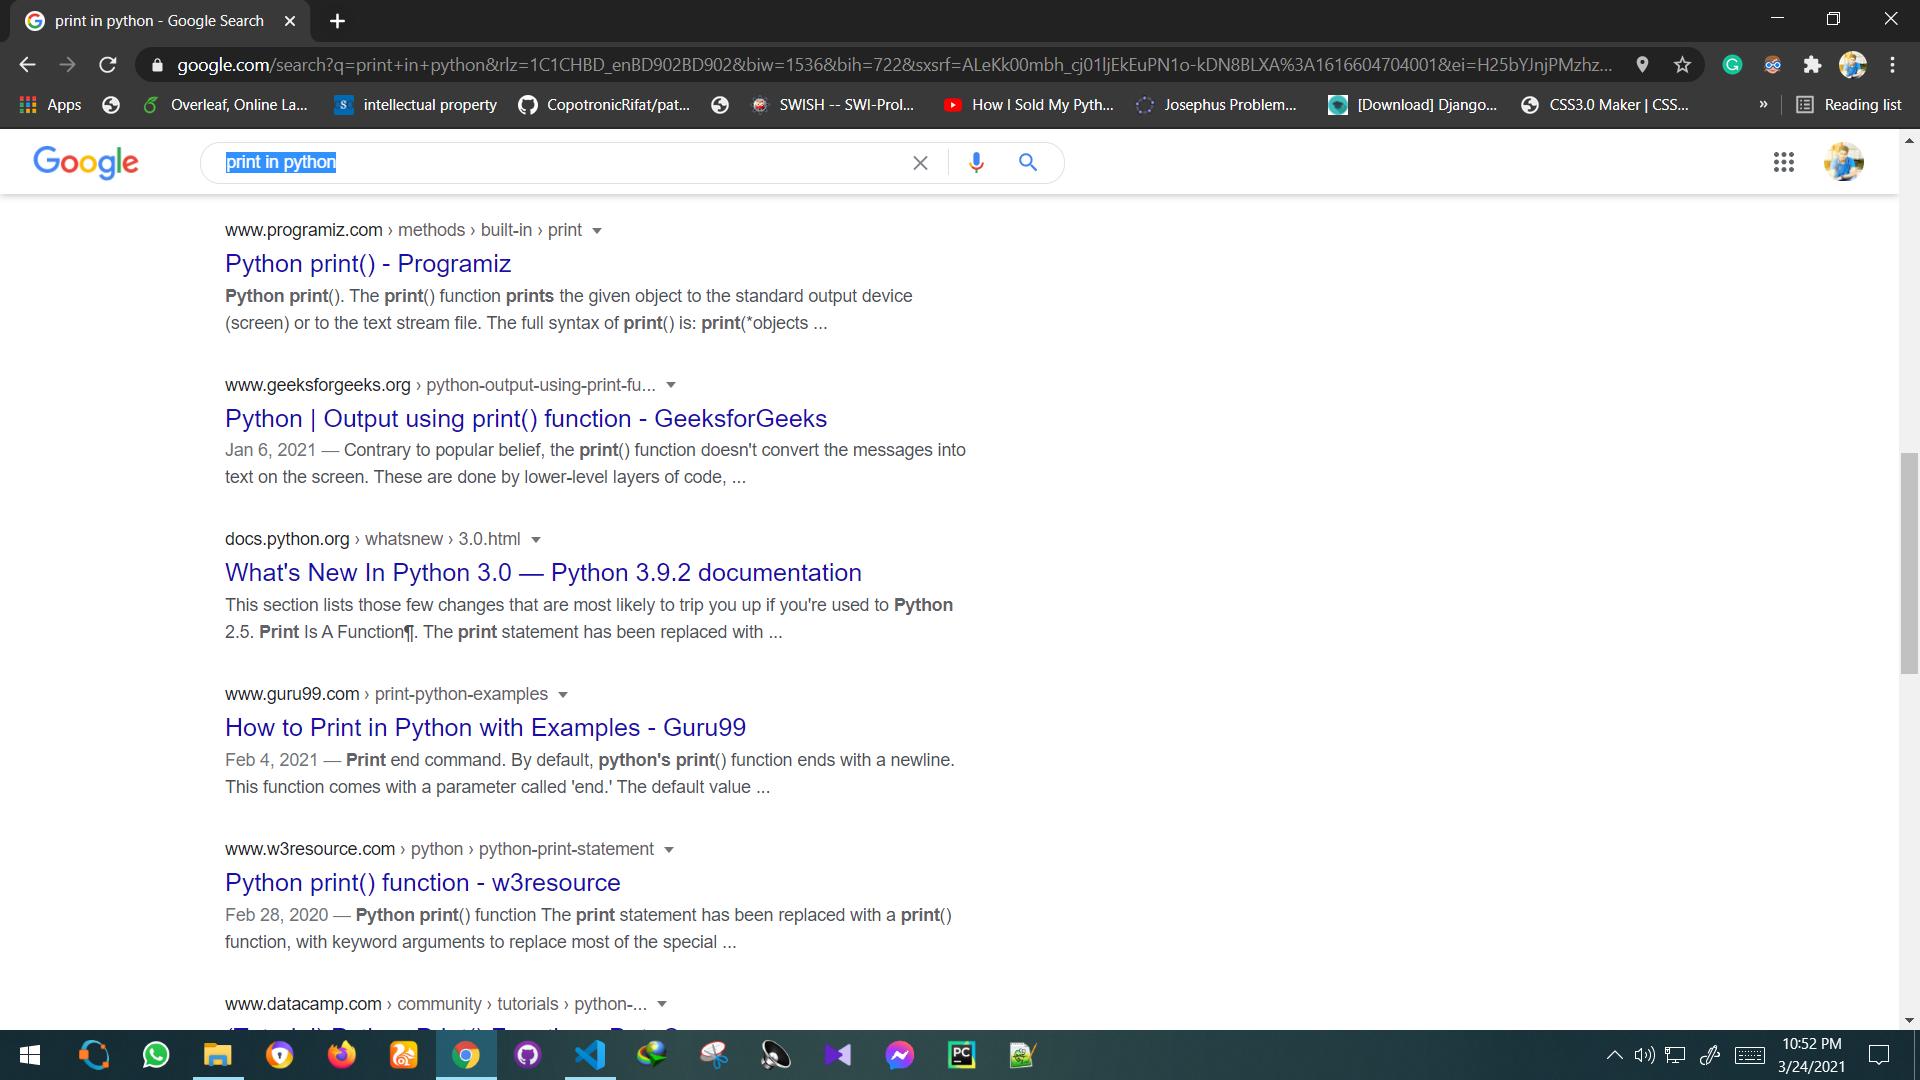 print in python - Google Search
google.com/search?q=print+in+python&rlz=1C1CHBD_enBD902BD902&biw=1536&bih=722&sxsrf=ALeKk00mbh_cj01ljEkEuPN1o-kDN8BLXA%3A1616604704001&ei=H25bYJnjPMzhz...
Apps Overleaf, Online La... intellectual property CopotronicRifat/pat... SWISH -- SWI-Prol... How I Sold My Pyth... Josephus Problem... [Download] Django... CSS3.0 Maker | CSS... » Reading list
Google print in python
www.programiz.com › methods › built-in › print
Python print() - Programiz
Python print(). The print() function prints the given object to the standard output device
(screen) or to the text stream file. The full syntax of print() is: print(*objects ...
www.geeksforgeeks.org › python-output-using-print-fu...
Python | Output using print() function - GeeksforGeeks
Jan 6, 2021 — Contrary to popular belief, the print() function doesn't convert the messages into
text on the screen. These are done by lower-level layers of code, ...
docs.python.org › whatsnew › 3.0.html
What's New In Python 3.0 — Python 3.9.2 documentation
This section lists those few changes that are most likely to trip you up if you're used to Python
2.5. Print Is A Function¶. The print statement has been replaced with ...
www.guru99.com › print-python-examples
How to Print in Python with Examples - Guru99
Feb 4, 2021 — Print end command. By default, python's print() function ends with a newline.
This function comes with a parameter called 'end.' The default value ...
www.w3resource.com › python › python-print-statement
Python print() function - w3resource
Feb 28, 2020 — Python print() function The print statement has been replaced with a print()
function, with keyword arguments to replace most of the special ...
www.datacamp.com › community › tutorials › python-...
10:52 PM
3/24/2021